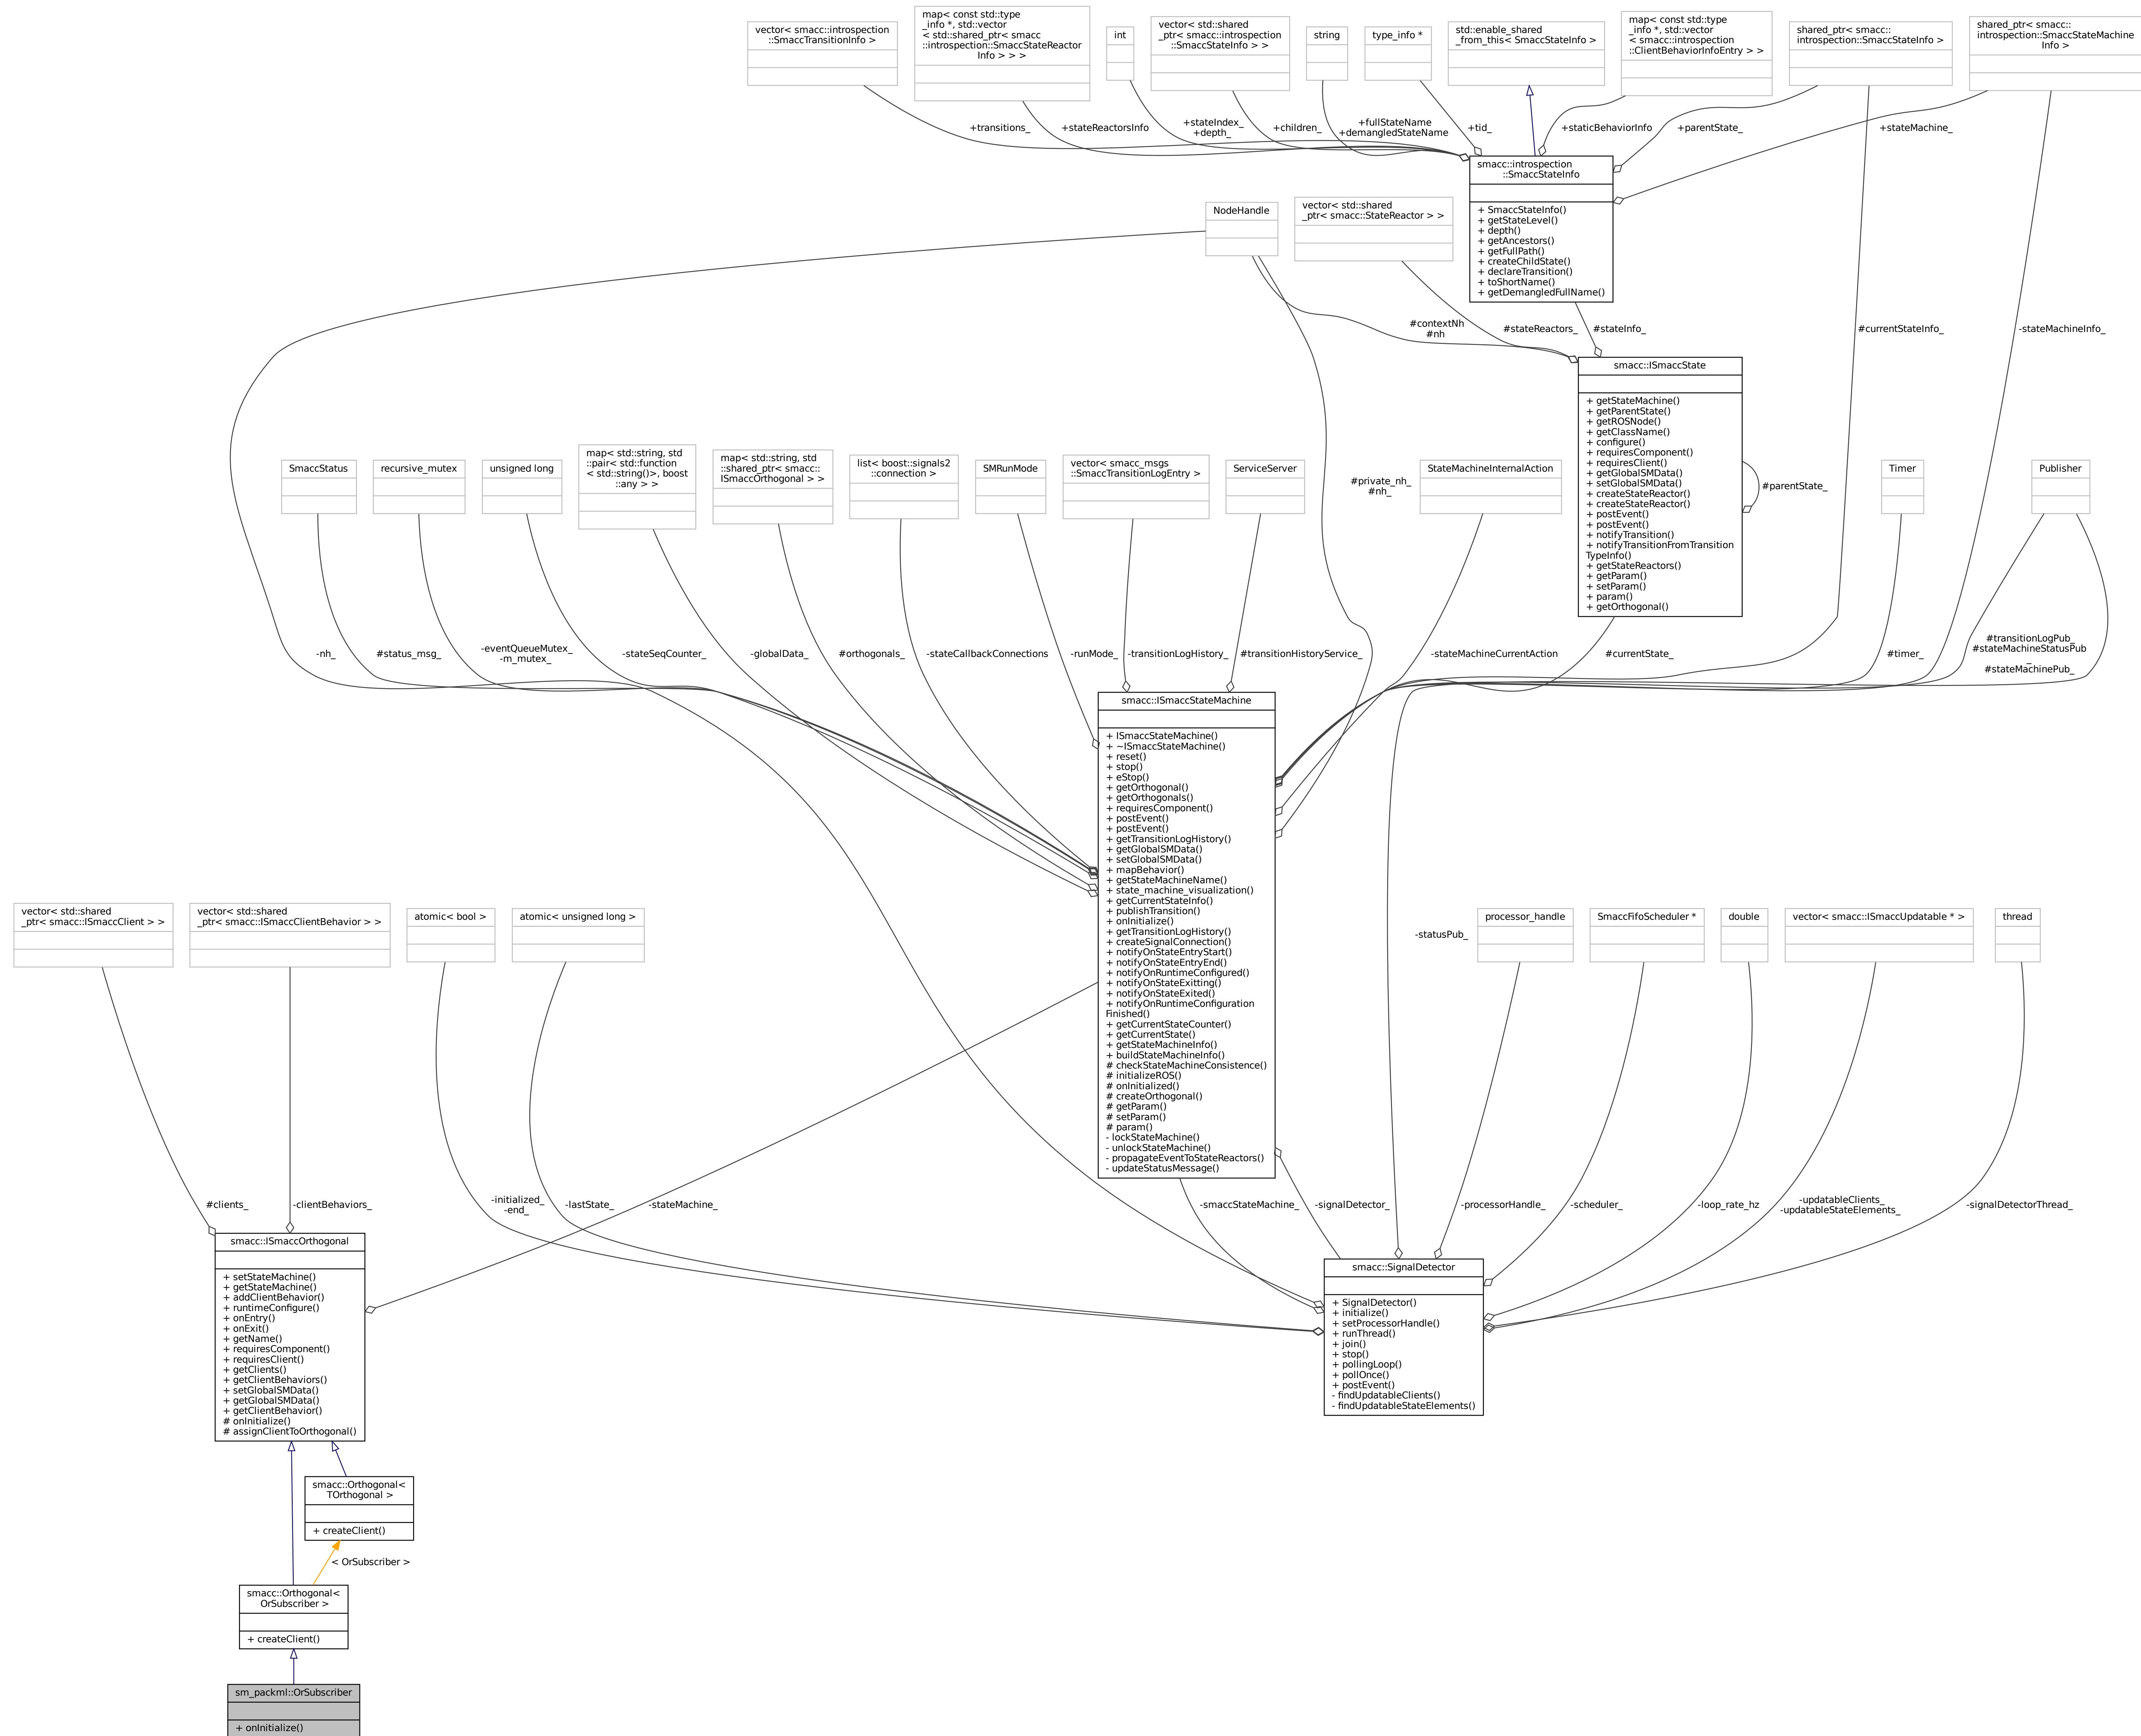 vector< smacc::introspection
::SmaccTransitionInfo >
map< const std::type
_info *, std::vector
< std::shared_ptr< smacc
::introspection::SmaccStateReactor
Info > > >
int
vector< std::shared
_ptr< smacc::introspection
::SmaccStateInfo > >
string
type_info *
std::enable_shared
_from_this< SmaccStateInfo >
map< const std::type
_info *, std::vector
< smacc::introspection
::ClientBehaviorInfoEntry > >
shared_ptr< smacc::
introspection::SmaccStateInfo >
shared_ptr< smacc::
introspection::SmaccStateMachine
Info >
+transitions_
+stateReactorsInfo
+stateIndex_
+depth_
+children_
+fullStateName
+demangledStateName
+tid_
+staticBehaviorInfo
+parentState_
+stateMachine_
smacc::introspection
::SmaccStateInfo
+ SmaccStateInfo()
+ getStateLevel()
+ depth()
+ getAncestors()
+ getFullPath()
+ createChildState()
+ declareTransition()
+ toShortName()
+ getDemangledFullName()
NodeHandle
vector< std::shared
_ptr< smacc::StateReactor > >
#contextNh
#nh
#stateReactors_
#stateInfo_
#currentStateInfo_
-stateMachineInfo_
smacc::ISmaccState
+ getStateMachine()
+ getParentState()
+ getROSNode()
+ getClassName()
+ configure()
+ requiresComponent()
+ requiresClient()
+ getGlobalSMData()
+ setGlobalSMData()
+ createStateReactor()
+ createStateReactor()
+ postEvent()
+ postEvent()
+ notifyTransition()
+ notifyTransitionFromTransition
TypeInfo()
+ getStateReactors()
+ getParam()
+ setParam()
+ param()
+ getOrthogonal()
#parentState_
SmaccStatus
recursive_mutex
unsigned long
map< std::string, std
::pair< std::function
< std::string()>, boost
::any > >
map< std::string, std
::shared_ptr< smacc::
ISmaccOrthogonal > >
list< boost::signals2
::connection >
SMRunMode
vector< smacc_msgs
::SmaccTransitionLogEntry >
ServiceServer
#private_nh_
#nh_
StateMachineInternalAction
Timer
Publisher
-nh_
#status_msg_
-eventQueueMutex_
-m_mutex_
-stateSeqCounter_
-globalData_
#orthogonals_
-stateCallbackConnections
-runMode_
-transitionLogHistory_
#transitionHistoryService_
-stateMachineCurrentAction
#currentState_
#timer_
#transitionLogPub_
#stateMachineStatusPub
_
#stateMachinePub_
smacc::ISmaccStateMachine
+ ISmaccStateMachine()
+ ~ISmaccStateMachine()
+ reset()
+ stop()
+ eStop()
+ getOrthogonal()
+ getOrthogonals()
+ requiresComponent()
+ postEvent()
+ postEvent()
+ getTransitionLogHistory()
+ getGlobalSMData()
+ setGlobalSMData()
+ mapBehavior()
+ getStateMachineName()
+ state_machine_visualization()
+ getCurrentStateInfo()
+ publishTransition()
+ onInitialize()
+ getTransitionLogHistory()
+ createSignalConnection()
+ notifyOnStateEntryStart()
+ notifyOnStateEntryEnd()
+ notifyOnRuntimeConfigured()
+ notifyOnStateExitting()
+ notifyOnStateExited()
+ notifyOnRuntimeConfiguration
Finished()
+ getCurrentStateCounter()
+ getCurrentState()
+ getStateMachineInfo()
+ buildStateMachineInfo()
# checkStateMachineConsistence()
# initializeROS()
# onInitialized()
# createOrthogonal()
# getParam()
# setParam()
# param()
- lockStateMachine()
- unlockStateMachine()
- propagateEventToStateReactors()
- updateStatusMessage()
vector< std::shared
_ptr< smacc::ISmaccClient > >
vector< std::shared
_ptr< smacc::ISmaccClientBehavior > >
atomic< bool >
atomic< unsigned long >
-statusPub_
processor_handle
SmaccFifoScheduler *
double
vector< smacc::ISmaccUpdatable * >
thread
#clients_
-clientBehaviors_
-initialized_
-end_
-lastState_
-stateMachine_
-smaccStateMachine_
-signalDetector_
-processorHandle_
-scheduler_
-loop_rate_hz
-updatableClients_
-updatableStateElements_
-signalDetectorThread_
smacc::ISmaccOrthogonal
+ setStateMachine()
+ getStateMachine()
+ addClientBehavior()
+ runtimeConfigure()
+ onEntry()
+ onExit()
+ getName()
+ requiresComponent()
+ requiresClient()
+ getClients()
+ getClientBehaviors()
+ setGlobalSMData()
+ getGlobalSMData()
+ getClientBehavior()
# onInitialize()
# assignClientToOrthogonal()
smacc::SignalDetector
+ SignalDetector()
+ initialize()
+ setProcessorHandle()
+ runThread()
+ join()
+ stop()
+ pollingLoop()
+ pollOnce()
+ postEvent()
- findUpdatableClients()
- findUpdatableStateElements()
smacc::Orthogonal<
TOrthogonal >
+ createClient()
< OrSubscriber >
smacc::Orthogonal<
OrSubscriber >
+ createClient()
sm_packml::OrSubscriber
+ onInitialize()